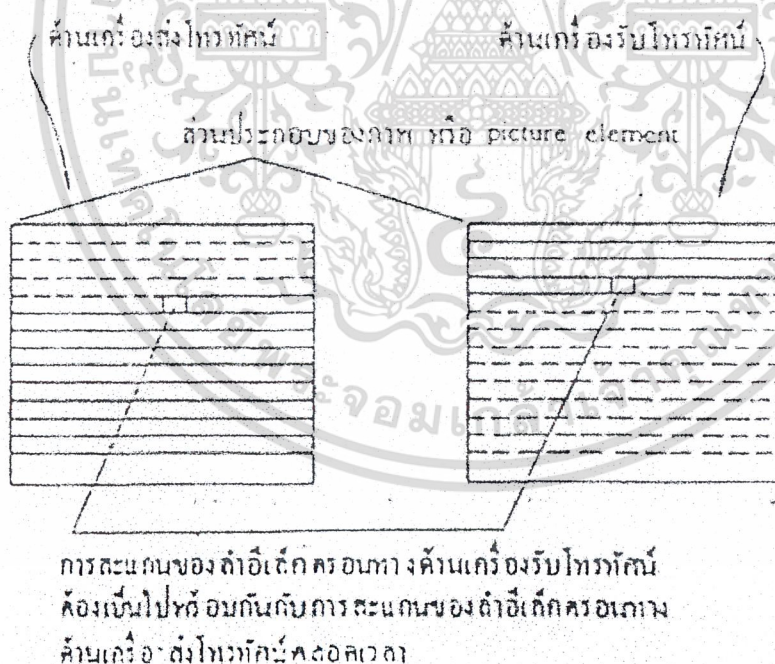 ด้านเครื่องส่งโทรทัศน์
ด้านเครื่องรับโทรทัศน์
ส่วนประกอบของภาพ หรือ picture element
การสะแกนของลำอิเล็กตรอนทางด้านเครื่องรับโทรทัศน์
ต้องเป็นไปพร้อมกันกับการสะแกนของลำอิเล็กตรอนทาง
ด้านเครื่องส่งโทรทัศน์ตลอดเวลา